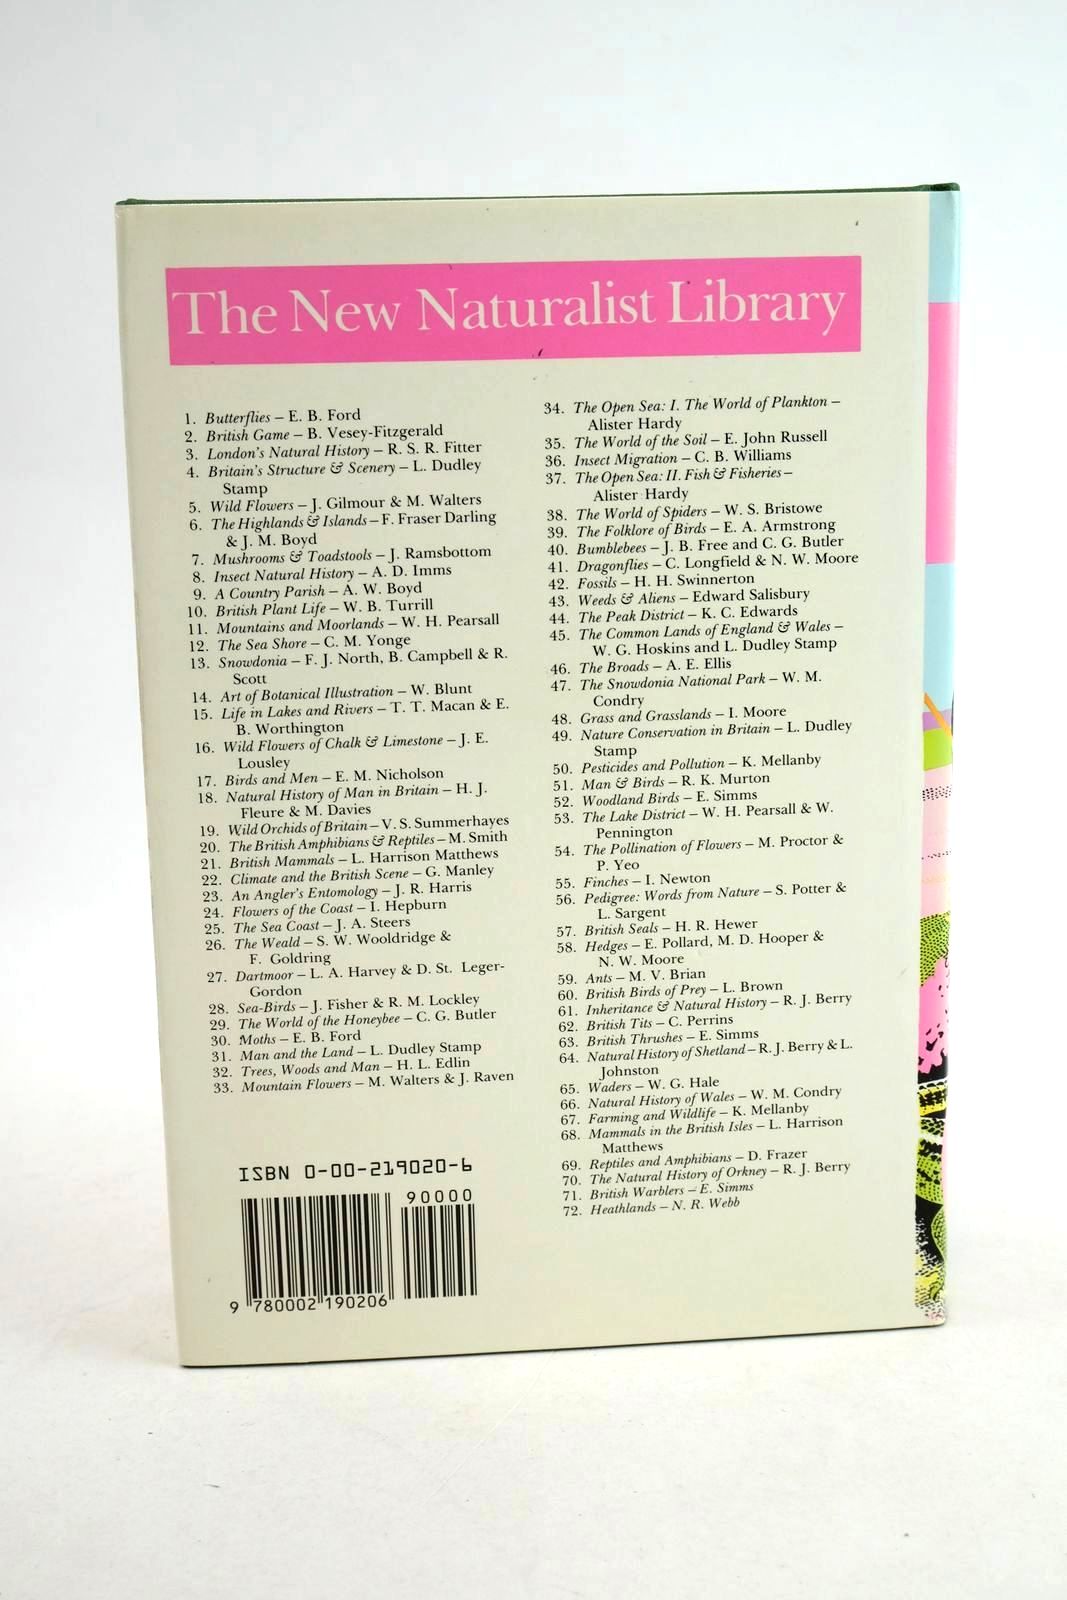 The New Naturalist Library
1. Butterflies – E. B. Ford
2. British Game – B. Vesey-Fitzgerald
3. London's Natural History – R. S. R. Fitter
4. Britain's Structure & Scenery – L. Dudley
Stamp
5. Wild Flowers – J. Gilmour & M. Walters
6. The Highlands & Islands – F. Fraser Darling
& J. M. Boyd
7. Mushrooms & Toadstools – J. Ramsbottom
8. Insect Natural History – A. D. Imms
9. A Country Parish – A. W. Boyd
10. British Plant Life – W. B. Turrill
11. Mountains and Moorlands – W. H. Pearsall
12. The Sea Shore – C. M. Yonge
13. Snowdonia – F. J. North, B. Campbell & R.
Scott
14. Art of Botanical Illustration – W. Blunt
15. Life in Lakes and Rivers – T. T. Macan & E.
B. Worthington
16. Wild Flowers of Chalk & Limestone – J. E.
Lousley
17. Birds and Men – E. M. Nicholson
18. Natural History of Man in Britain – H. J.
Fleure & M. Davies
19. Wild Orchids of Britain – V. S. Summerhayes
20. The British Amphibians & Reptiles – M. Smith
21. British Mammals – L. Harrison Matthews
22. Climate and the British Scene – G. Manley
23. An Angler's Entomology – J. R. Harris
24. Flowers of the Coast – I. Hepburn
25. The Sea Coast – J. A. Steers
26. The Weald – S. W. Wooldridge &
F. Goldring
27. Dartmoor – L. A. Harvey & D. St. Leger-
Gordon
28. Sea-Birds – J. Fisher & R. M. Lockley
29. The World of the Honeybee – C. G. Butler
30. Moths – E. B. Ford
31. Man and the Land – L. Dudley Stamp
32. Trees, Woods and Man – H. L. Edlin
33. Mountain Flowers – M. Walters & J. Raven
34. The Open Sea: I. The World of Plankton –
Alister Hardy
35. The World of the Soil – E. John Russell
36. Insect Migration – C. B. Williams
37. The Open Sea: II. Fish & Fisheries –
Alister Hardy
38. The World of Spiders – W. S. Bristowe
39. The Folklore of Birds – E. A. Armstrong
40. Bumblebees – J. B. Free and C. G. Butler
41. Dragonflies – C. Longfield & N. W. Moore
42. Fossils – H. H. Swinnerton
43. Weeds & Aliens – Edward Salisbury
44. The Peak District – K. C. Edwards
45. The Common Lands of England & Wales –
W. G. Hoskins and L. Dudley Stamp
46. The Broads – A. E. Ellis
47. The Snowdonia National Park – W. M.
Condry
48. Grass and Grasslands – I. Moore
49. Nature Conservation in Britain – L. Dudley
Stamp
50. Pesticides and Pollution – K. Mellanby
51. Man & Birds – R. K. Murton
52. Woodland Birds – E. Simms
53. The Lake District – W. H. Pearsall & W.
Pennington
54. The Pollination of Flowers – M. Proctor &
P. Yeo
55. Finches – I. Newton
56. Pedigree: Words from Nature – S. Potter &
L. Sargent
57. British Seals – H. R. Hewer
58. Hedges – E. Pollard, M. D. Hooper &
N. W. Moore
59. Ants – M. V. Brian
60. British Birds of Prey – L. Brown
61. Inheritance & Natural History – R. J. Berry
62. British Tits – C. Perrins
63. British Thrushes – E. Simms
64. Natural History of Shetland – R. J. Berry & L.
Johnston
65. Waders – W. G. Hale
66. Natural History of Wales – W. M. Condry
67. Farming and Wildlife – K. Mellanby
68. Mammals in the British Isles – L. Harrison
Matthews
69. Reptiles and Amphibians – D. Frazer
70. The Natural History of Orkney – R. J. Berry
71. British Warblers – E. Simms
72. Heathlands – N. R. Webb
ISBN 0-00-219020-6
90000
9 780002 190206